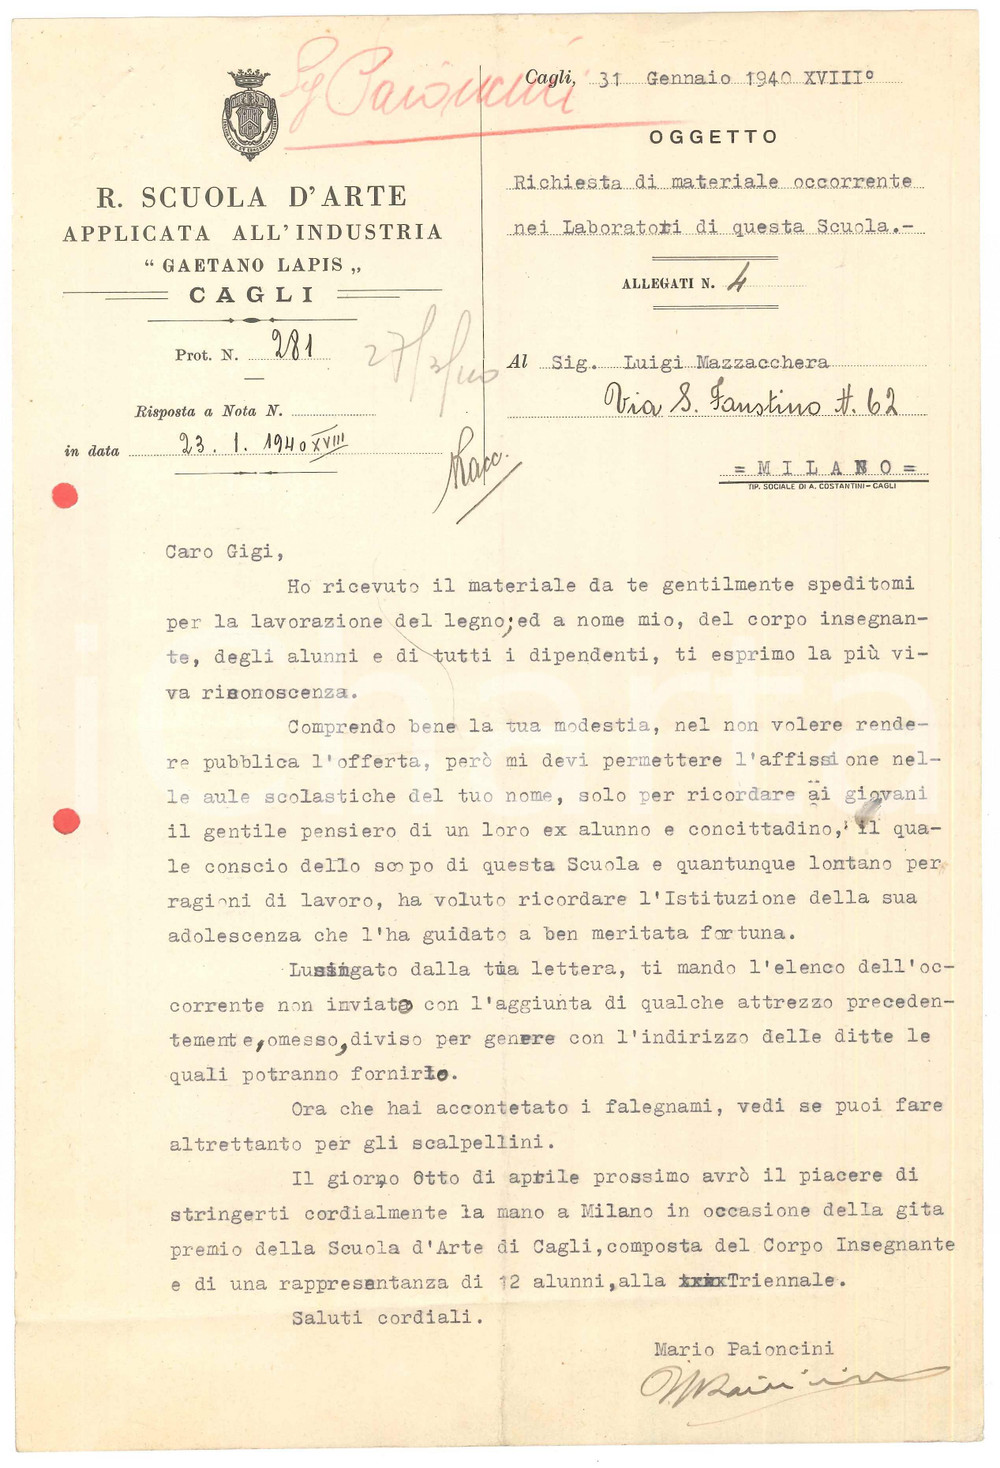 Sg Paioncini
Cagli, 31 Gennaio 1940 XVIII°
OGGETTO
Richiesta di materiale occorrente
nei Laboratori di questa Scuola.-
ALLEGATI N. 4
R. SCUOLA D'ARTE
APPLICATA ALL'INDUSTRIA
“ GAETANO LAPIS „
CAGLI
Prot. N. 281
Risposta a Nota N.
in data 23. 1. 1940 XVIII
27/3/40
Racc.
Al Sig. Luigi Mazzacchera
Via S. Faustino N. 62
= MILANO =
TIP. SOCIALE DI A. COSTANTINI - CAGLI
Caro Gigi,
Ho ricevuto il materiale da te gentilmente speditomi
per la lavorazione del legno; ed a nome mio, del corpo insegnan-
te, degli alunni e di tutti i dipendenti, ti esprimo la più vi-
va riconoscenza.
Comprendo bene la tua modestia, nel non volere rende-
re pubblica l'offerta, però mi devi permettere l'affissione nel-
le aule scolastiche del tuo nome, solo per ricordare ai giovani
il gentile pensiero di un loro ex alunno e concittadino, il qua-
le conscio dello scopo di questa Scuola e quantunque lontano per
ragioni di lavoro, ha voluto ricordare l'Istituzione della sua
adolescenza che l'ha guidato a ben meritata fortuna.
Lusingato dalla tua lettera, ti mando l'elenco dell'oc-
corrente non inviato con l'aggiunta di qualche attrezzo preceden-
temente, omesso, diviso per genere con l'indirizzo delle ditte le
quali potranno fornirlo.
Ora che hai accontetato i falegnami, vedi se puoi fare
altrettanto per gli scalpellini.
Il giorno Otto di aprile prossimo avrò il piacere di
stringerti cordialmente la mano a Milano in occasione della gita
premio della Scuola d'Arte di Cagli, composta del Corpo Insegnante
e di una rappresentanza di 12 alunni, alla xxxx Triennale.
Saluti cordiali.
Mario Paioncini
MPaioncini